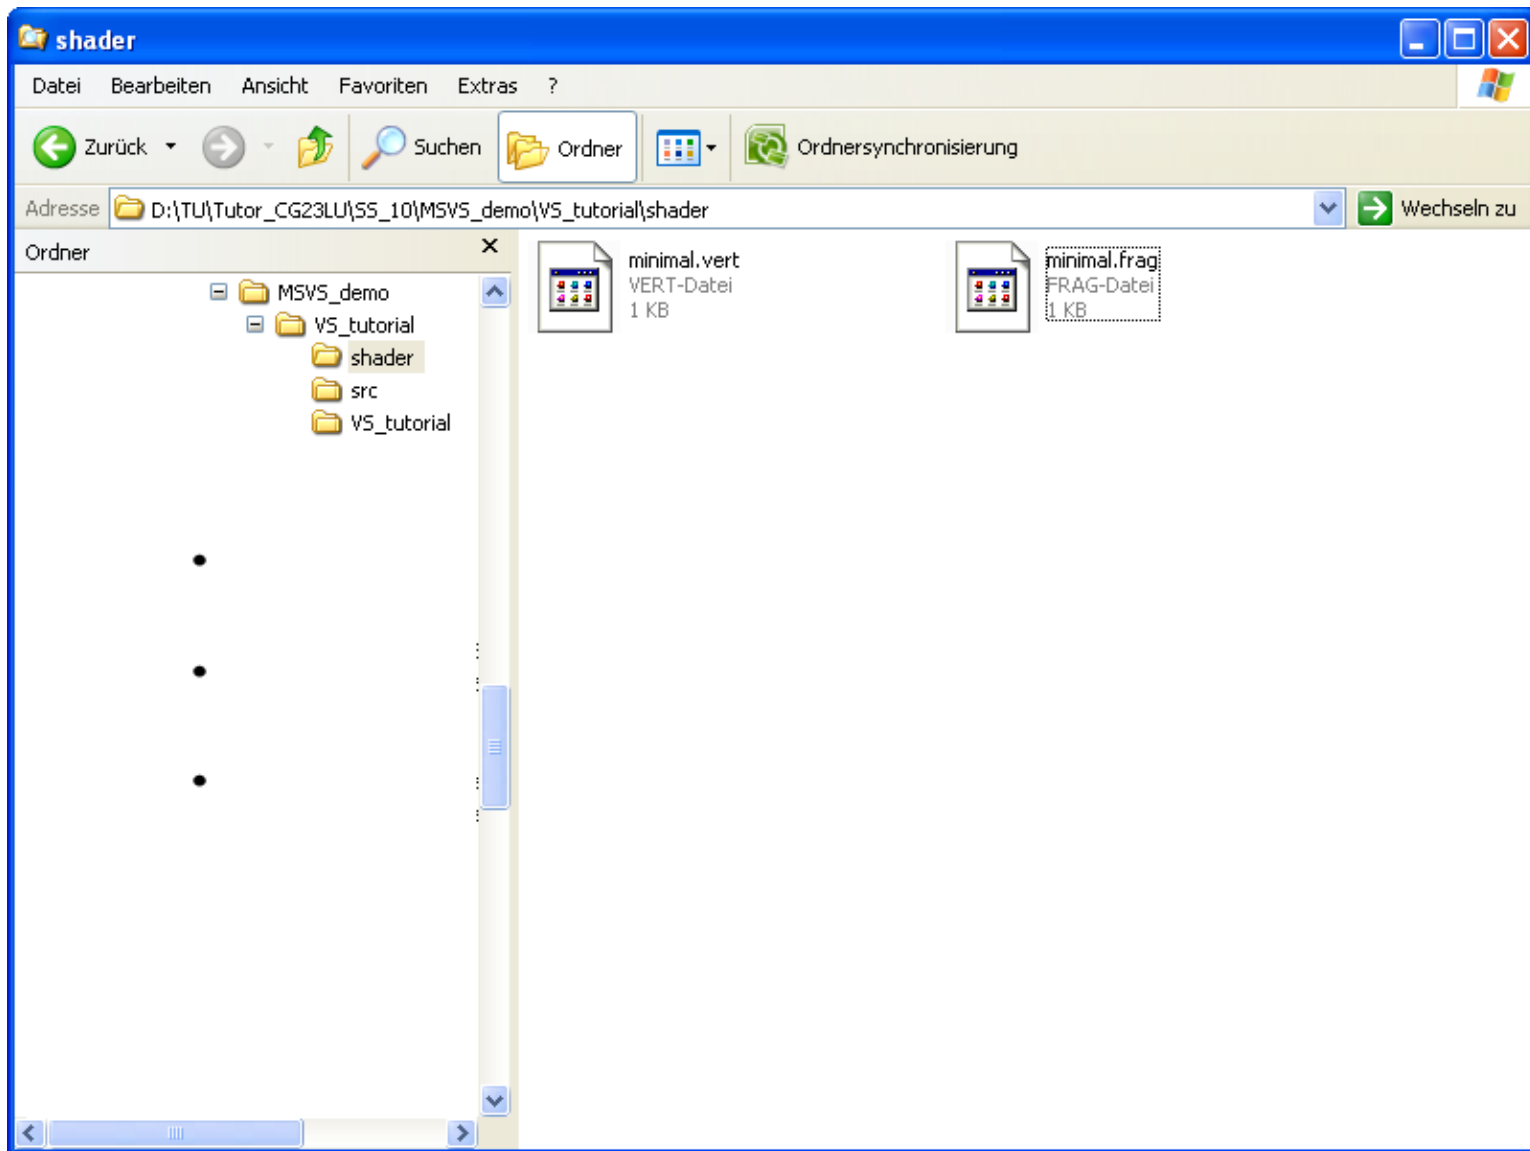 shader
Datei Bearbeiten Ansicht Favoriten Extras ?
Zurück Suchen Ordner Ordnersynchronisierung
Adresse D:\TU\Tutor_CG23LU\SS_10\MSVS_demo\VS_tutorial\shader Wechseln zu
Ordner
MSVS_demo
VS_tutorial
shader
src
VS_tutorial
minimal.vert
VERT-Datei
1 KB
minimal.frag
FRAG-Datei
1 KB